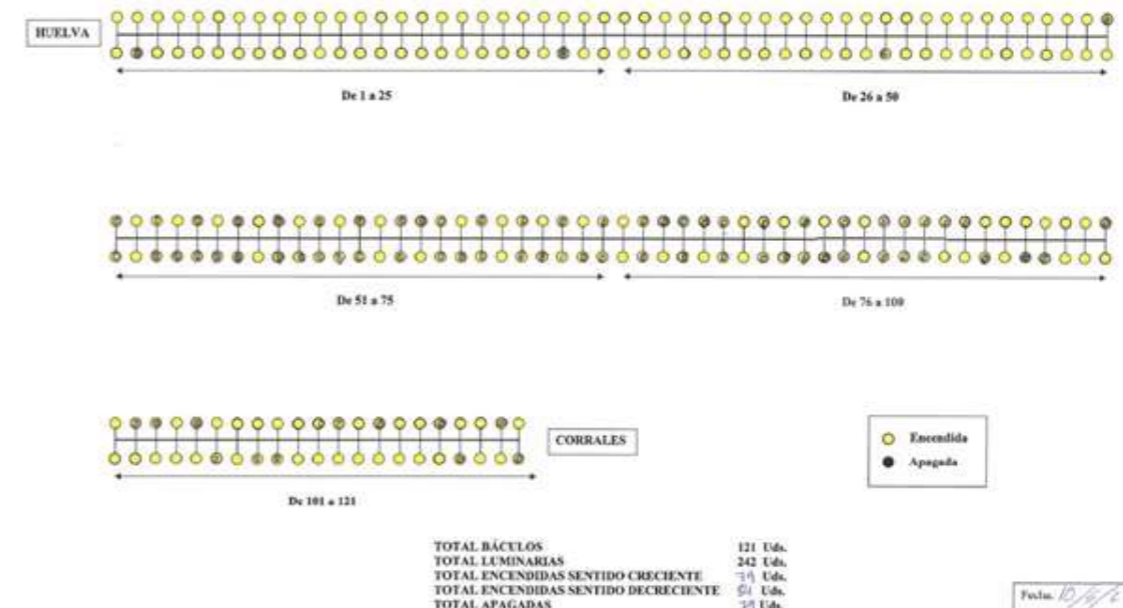 HUELVA
De 1 a 25
De 26 a 50
De 51 a 75
De 76 a 100
CORRALES
Encendida
Apagada
De 101 a 121
TOTAL BÁCULOS 121 Uds.
TOTAL LUMINARIAS 242 Uds.
TOTAL ENCENDIDAS SENTIDO CRECIENTE 79 Uds.
TOTAL ENCENDIDAS SENTIDO DECRECIENTE Uds.
TOTAL APAGADAS Uds.
Fecha. 10/